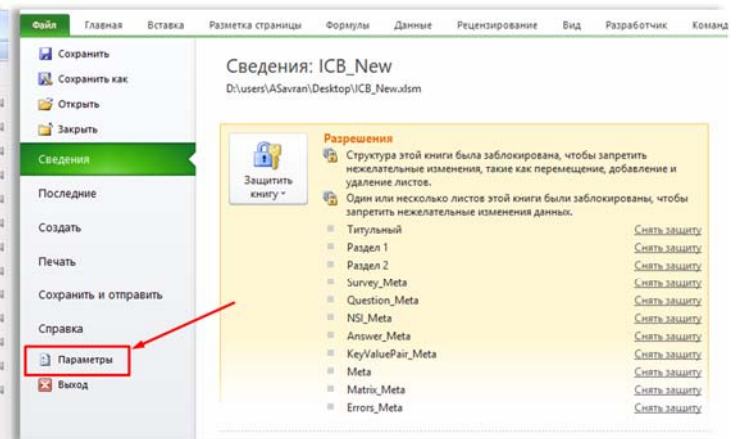 Файл Главная Вставка Разметка страницы Формулы Данные Рецензирование Вид Разработчик Команд
Сохранить
Сохранить как
Открыть
Закрыть
Сведения
Последние
Создать
Печать
Сохранить и отправить
Справка
Параметры
Выход
Сведения: ICB_New
D:\users\ASavran\Desktop\ICB_New.xlsm
Защитить
книгу
Разрешения
Структура этой книги была заблокирована, чтобы запретить
нежелательные изменения, такие как перемещение, добавление и
удаление листов.
Один или несколько листов этой книги были заблокированы, чтобы
запретить нежелательные изменения данных.
Титульный Снять защиту
Раздел 1 Снять защиту
Раздел 2 Снять защиту
Survey_Meta Снять защиту
Question_Meta Снять защиту
NSI_Meta Снять защиту
Answer_Meta Снять защиту
KeyValuePair_Meta Снять защиту
Meta Снять защиту
Matrix_Meta Снять защиту
Errors_Meta Снять защиту